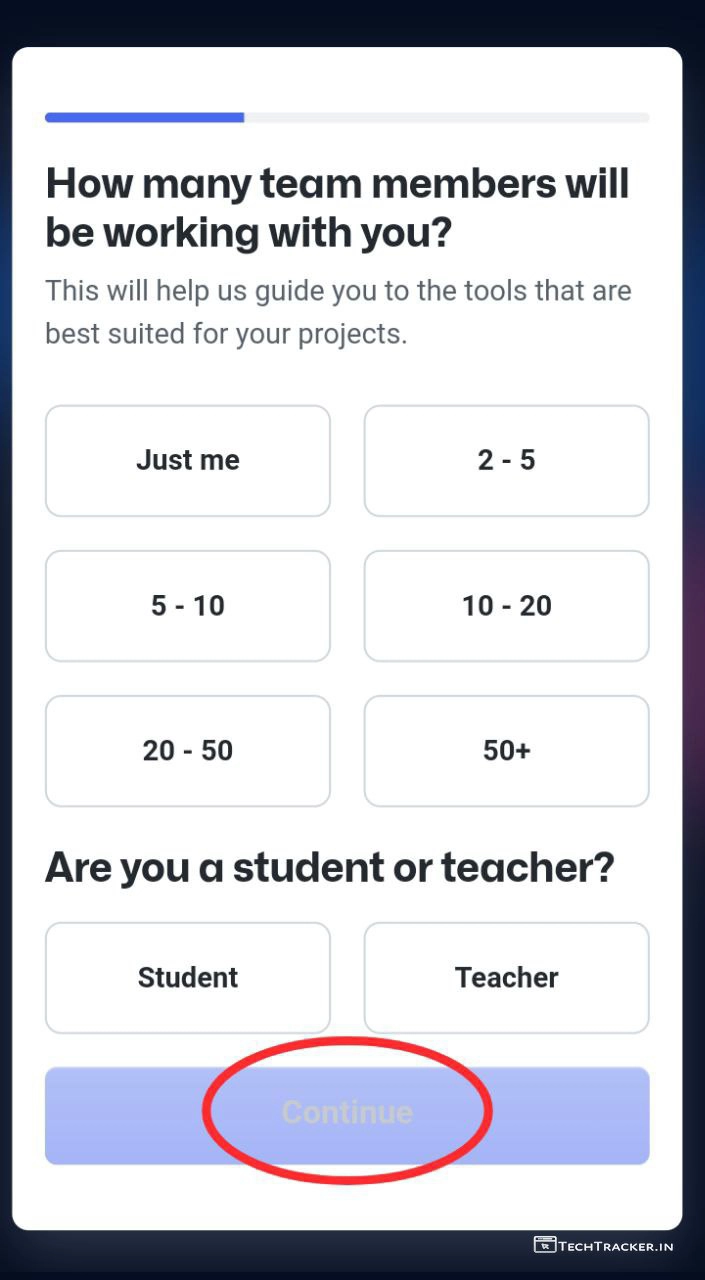 How many team members will
be working with you?
This will help us guide you to the tools that are
best suited for your projects.
Just me
2 - 5
5 - 10
10 - 20
20 - 50
50+
Are you a student or teacher?
Student
Teacher
Continue
TECHTRACKER.IN